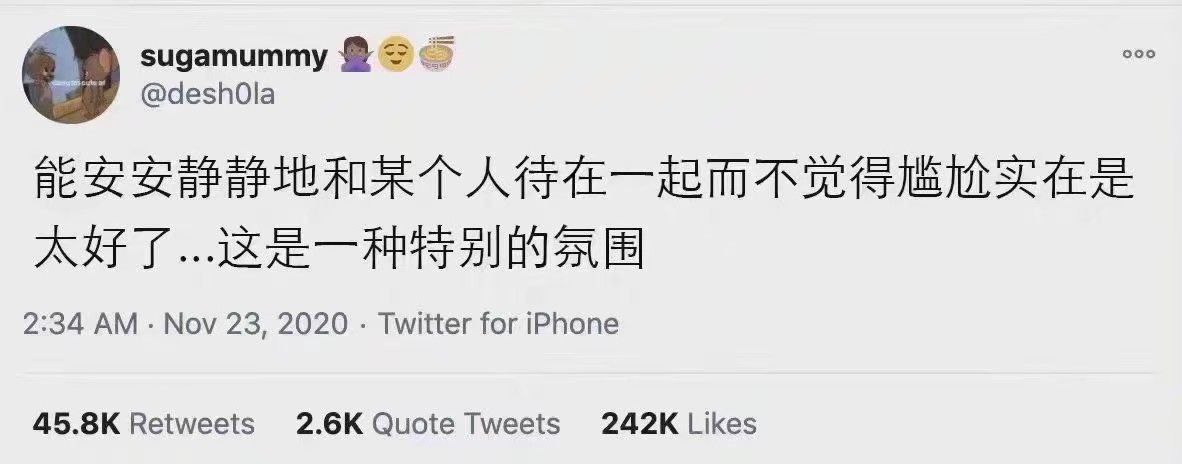 sugamummy 🙅🏽‍♀️😌🍜
@desh0la
能安安静静地和某个人待在一起而不觉得尴尬实在是
太好了...这是一种特别的氛围
2:34 AM · Nov 23, 2020 · Twitter for iPhone
45.8K Retweets 2.6K Quote Tweets 242K Likes